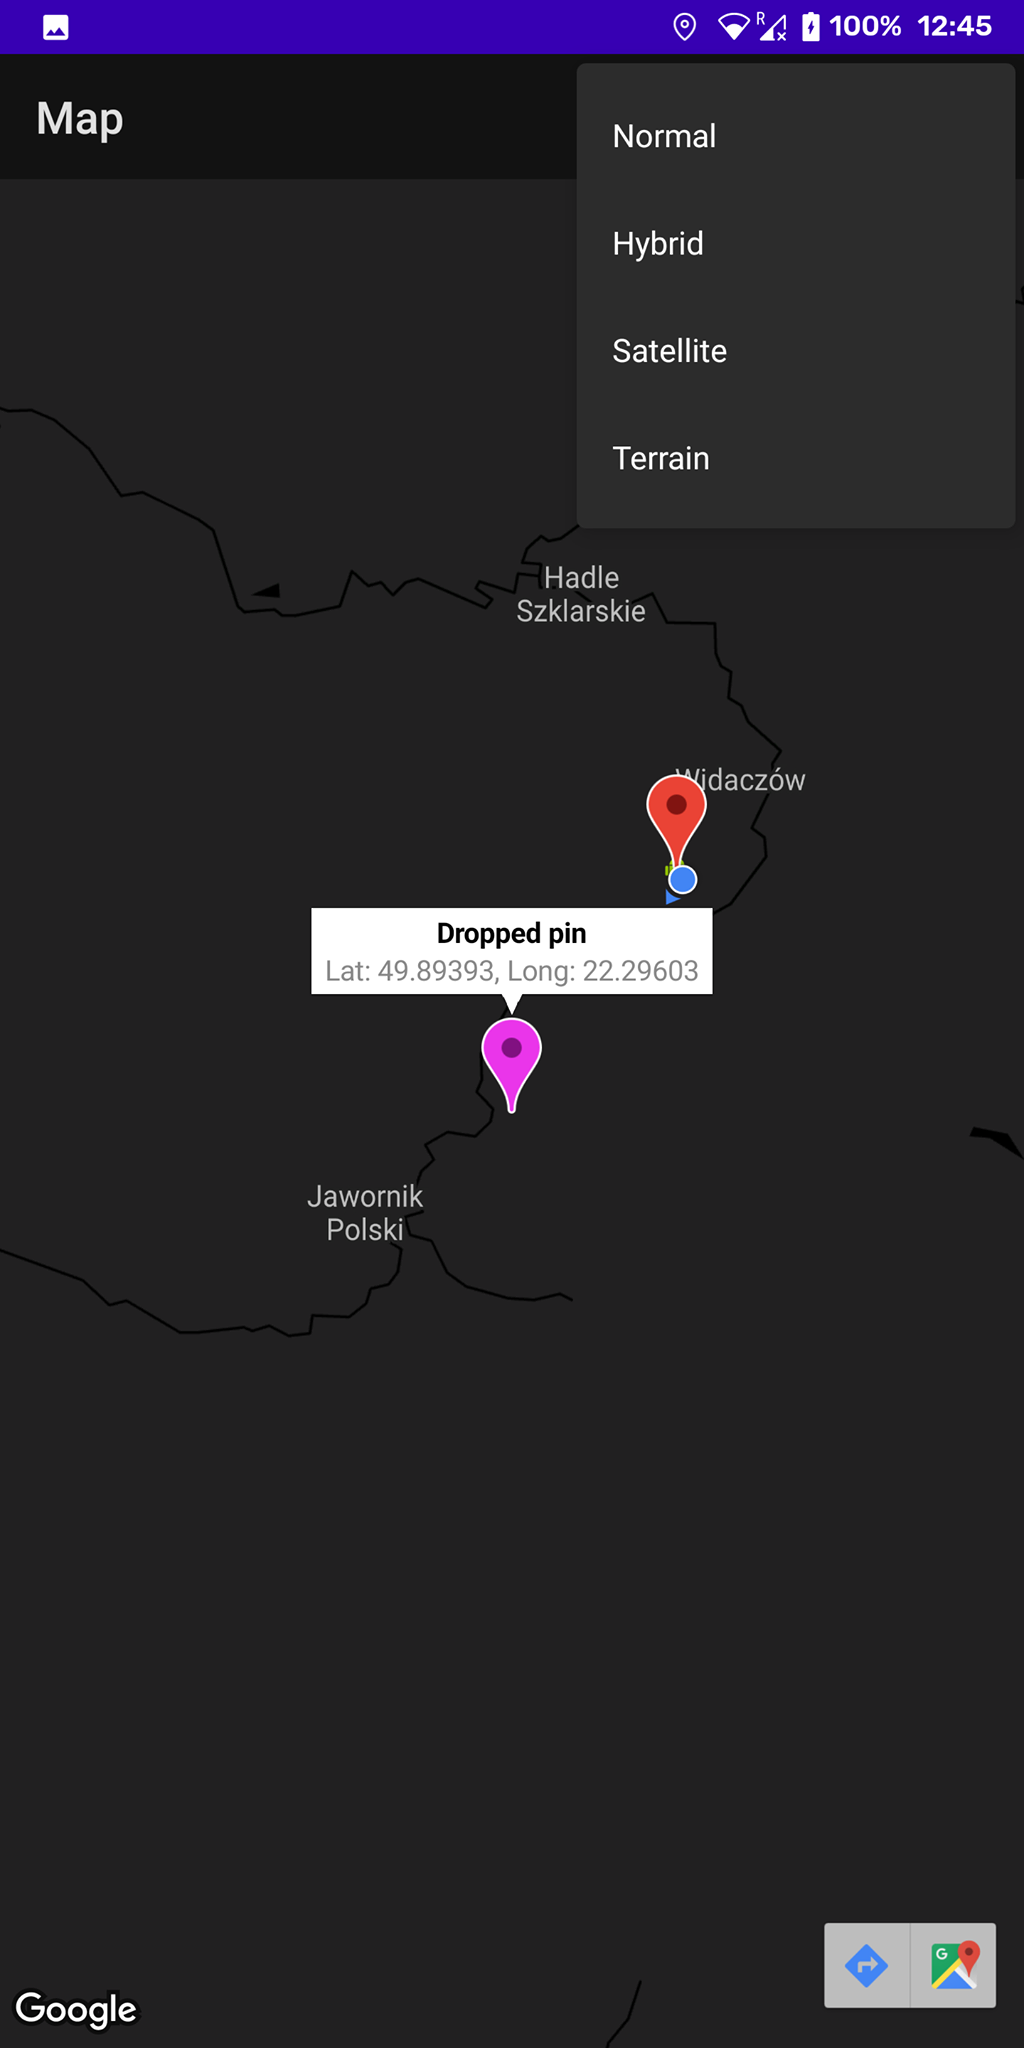 R
100%
12:45
Map
Normal
Hybrid
Satellite
Terrain
Hadle
Szklarskie
Widaczów
Dropped pin
Lat: 49.89393, Long: 22.29603
Jawornik
Polski
G
Google